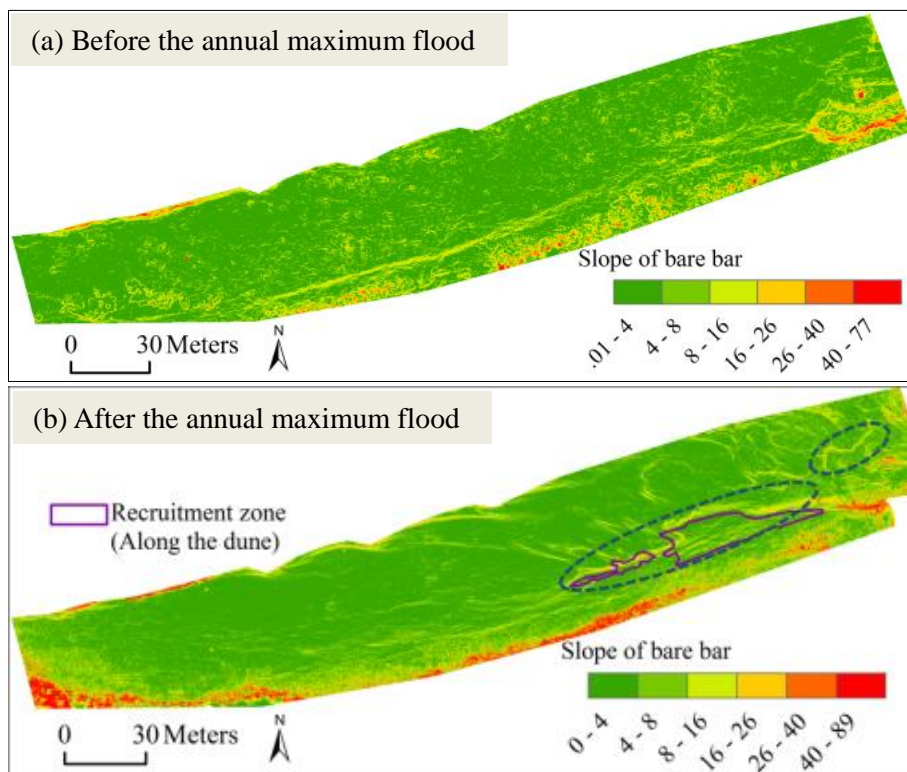 (a) Before the annual maximum flood
Slope of bare bar
.01 - 4
4 - 8
8 - 16
16 - 26
26 - 40
40 - 77
N
0 30 Meters
(b) After the annual maximum flood
Recruitment zone
(Along the dune)
Slope of bare bar
0 - 4
4 - 8
8 - 16
16 - 26
26 - 40
40 - 89
N
0 30 Meters